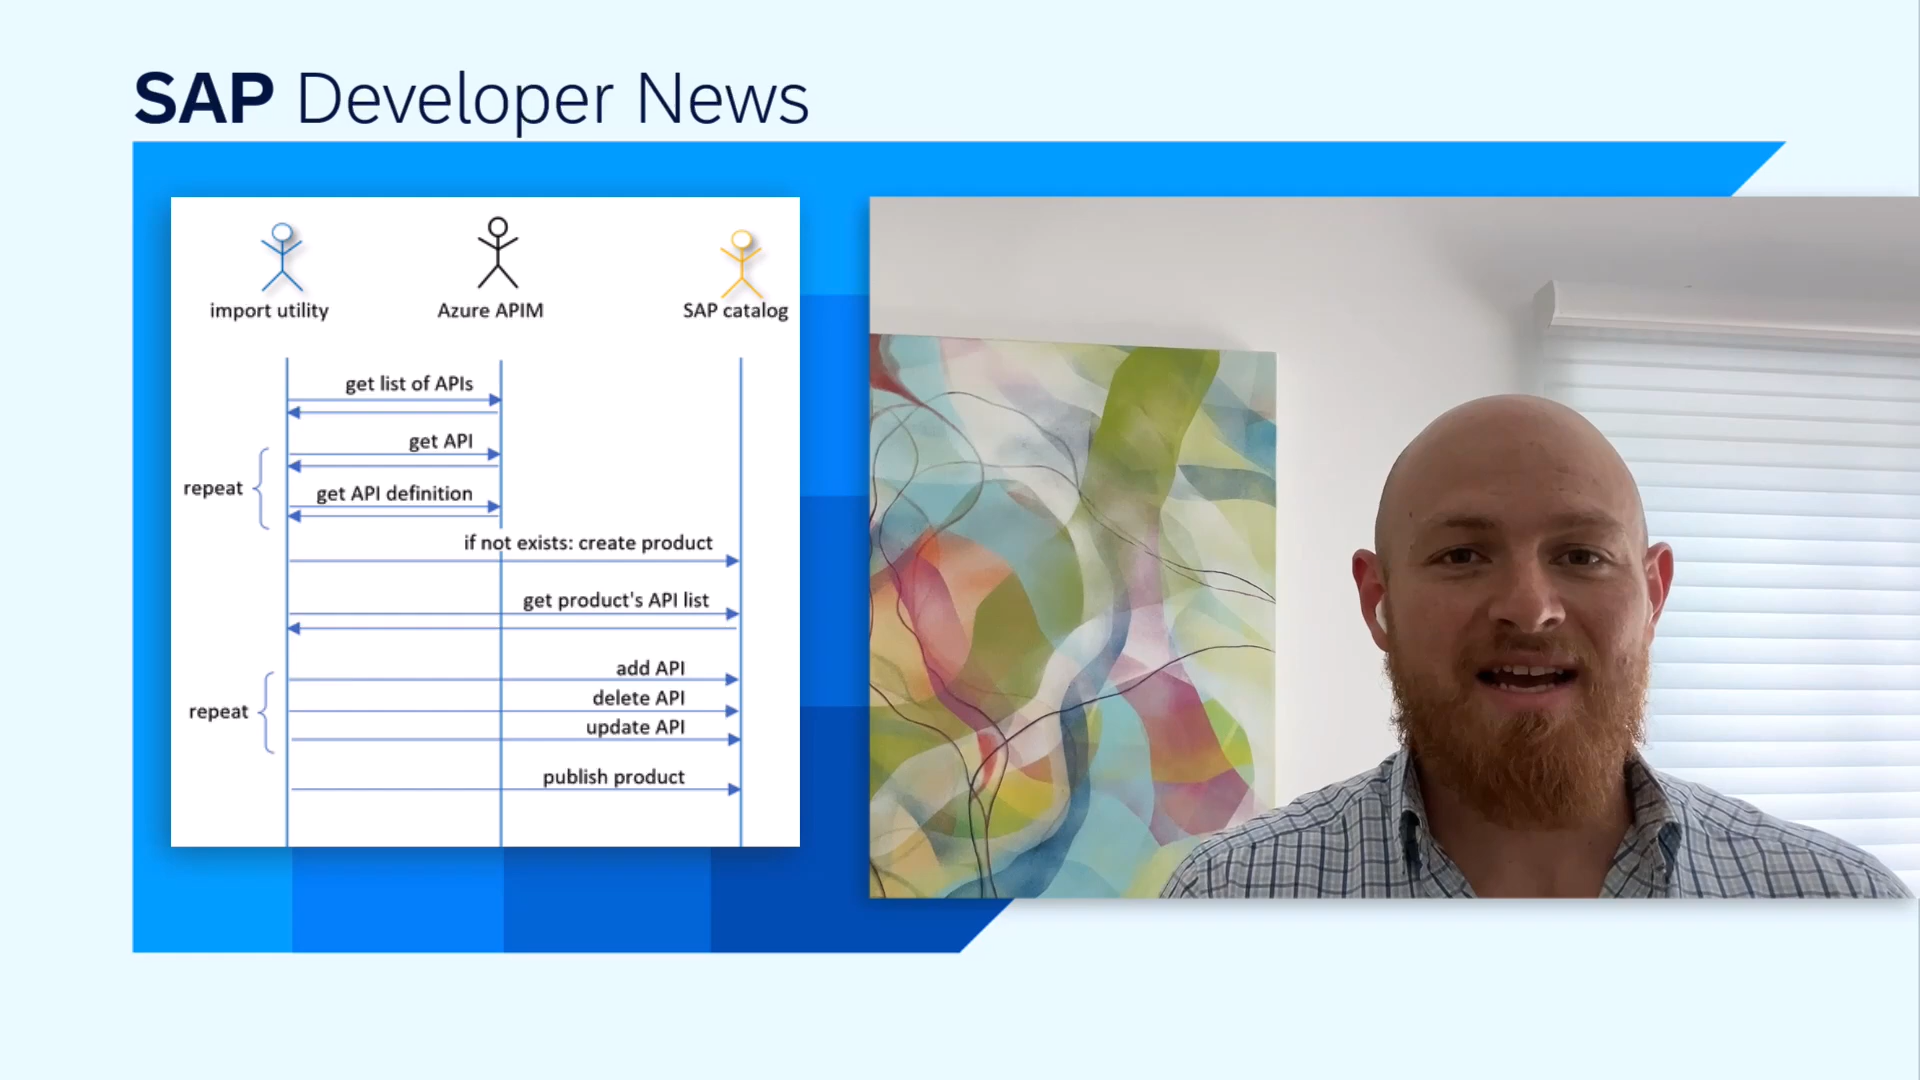 SAP Developer News
import utility
Azure APIM
SAP catalog
get list of APIs
get API
repeat
get API definition
if not exists: create product
get product's API list
add API
delete API
repeat
update API
publish product